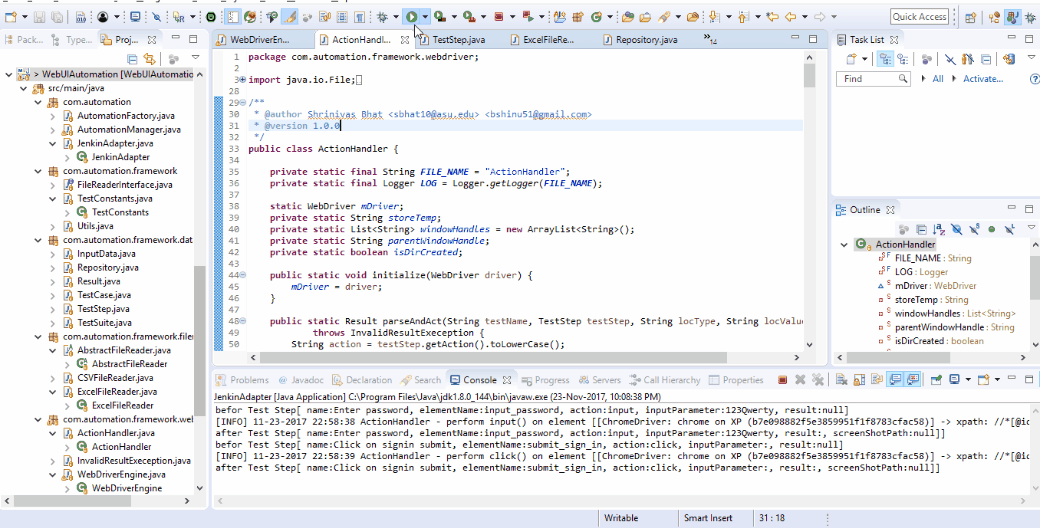 Quick Access
Pack...
Type...
Proj...
WebDriverEn...
ActionHandl...
TestStep.java
ExcelFileRe...
Repository.java
»12
Task List
> WebUIAutomation [WebUIAutomatio
src/main/java
com.automation
AutomationFactory.java
AutomationManager.java
JenkinAdapter.java
JenkinAdapter
com.automation.framework
FileReaderInterface.java
TestConstants.java
TestConstants
Utils.java
com.automation.framework.dat
InputData.java
Repository.java
Result.java
TestCase.java
TestStep.java
TestSuite.java
com.automation.framework.filer
AbstractFileReader.java
AbstractFileReader
CSVFileReader.java
ExcelFileReader.java
ExcelFileReader
com.automation.framework.web
ActionHandler.java
ActionHandler
InvalidResultException.java
WebDriverEngine.java
WebDriverEngine
1 package com.automation.framework.webdriver;
2
3 import java.io.File;
28
29 /**
30 * @author Shrinivas Bhat <sbhat10@asu.edu> <bshinu51@gmail.com>
31 * @version 1.0.0
32 */
33 public class ActionHandler {
34
35 private static final String FILE_NAME = "ActionHandler";
36 private static final Logger LOG = Logger.getLogger(FILE_NAME);
37
38 static WebDriver mDriver;
39 private static String storeTemp;
40 private static List<String> windowHandles = new ArrayList<String>();
41 private static String parentWindowHandle;
42 private static boolean isDirCreated;
43
44 public static void initialize(WebDriver driver) {
45 mDriver = driver;
46 }
47
48 public static Result parseAndAct(String testName, TestStep testStep, String locType, String locValue
49 throws InvalidResultExeception {
50 String action = testStep.getAction().toLowerCase();
Find
All
Activate...
Outline
ActionHandler
FILE_NAME : String
LOG : Logger
mDriver : WebDriver
storeTemp : String
windowHandles : List<String>
parentWindowHandle : String
isDirCreated : boolean
Problems
@ Javadoc
Declaration
Search
Console
Progress
Servers
Call Hierarchy
Properties
JenkinAdapter [Java Application] C:\Program Files\Java\jdk1.8.0_144\bin\javaw.exe (23-Nov-2017, 10:08:38 PM)
befor Test Step[ name:Enter password, elementName:input_password, action:input, inputParameter:123Qwerty, result:null]
[INFO] 11-23-2017 22:58:38 ActionHandler - perform input() on element [[ChromeDriver: chrome on XP (b7e098882f5e3859951f1f8783cfac58)] -> xpath: //*[@id
after Test Step[ name:Enter password, elementName:input_password, action:input, inputParameter:123Qwerty, result:, screenShotPath:null]]
befor Test Step[ name:Click on signin submit, elementName:submit_sign_in, action:click, inputParameter:, result:null]
[INFO] 11-23-2017 22:58:39 ActionHandler - perform click() on element [[ChromeDriver: chrome on XP (b7e098882f5e3859951f1f8783cfac58)] -> xpath: //*[@id
after Test Step[ name:Click on signin submit, elementName:submit_sign_in, action:click, inputParameter:, result:, screenShotPath:null]]
Writable
Smart Insert
31 : 18